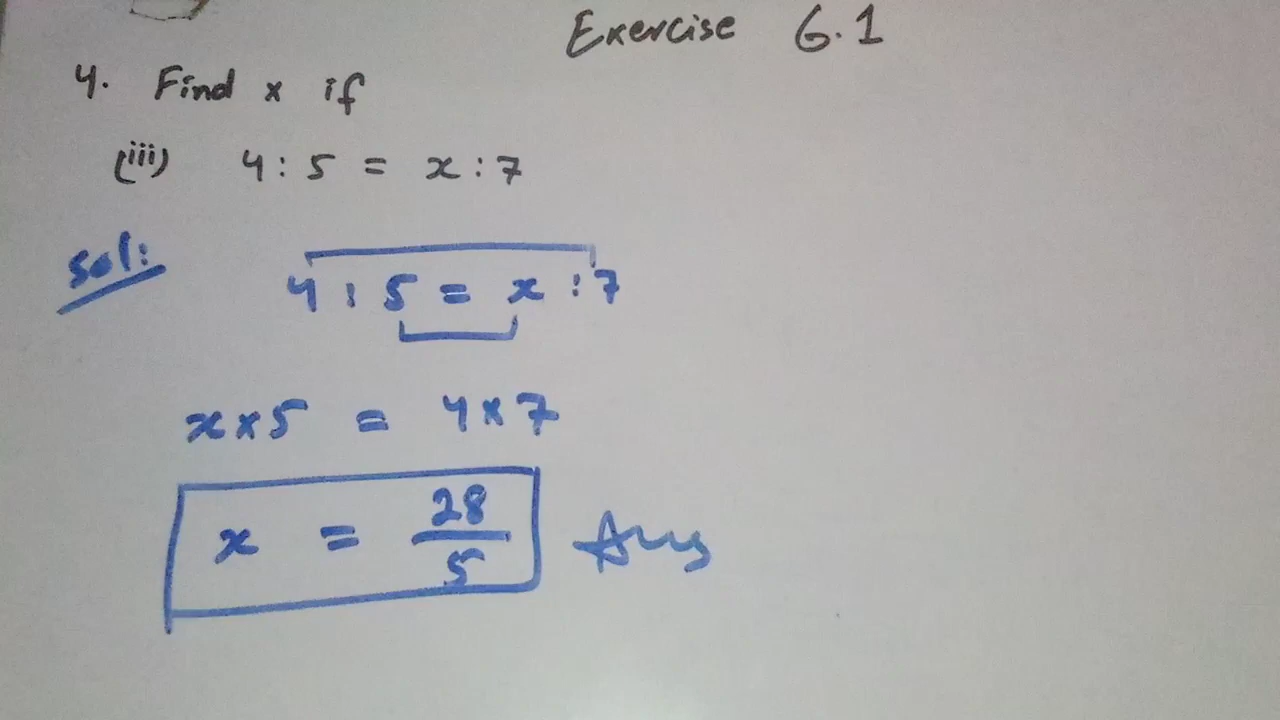 Exercise 6.1
4. Find x if
(iii) 4 : 5 = x : 7
Sol:
4 : 5 = x : 7
x × 5 = 4 × 7
x = 28/5 Ans